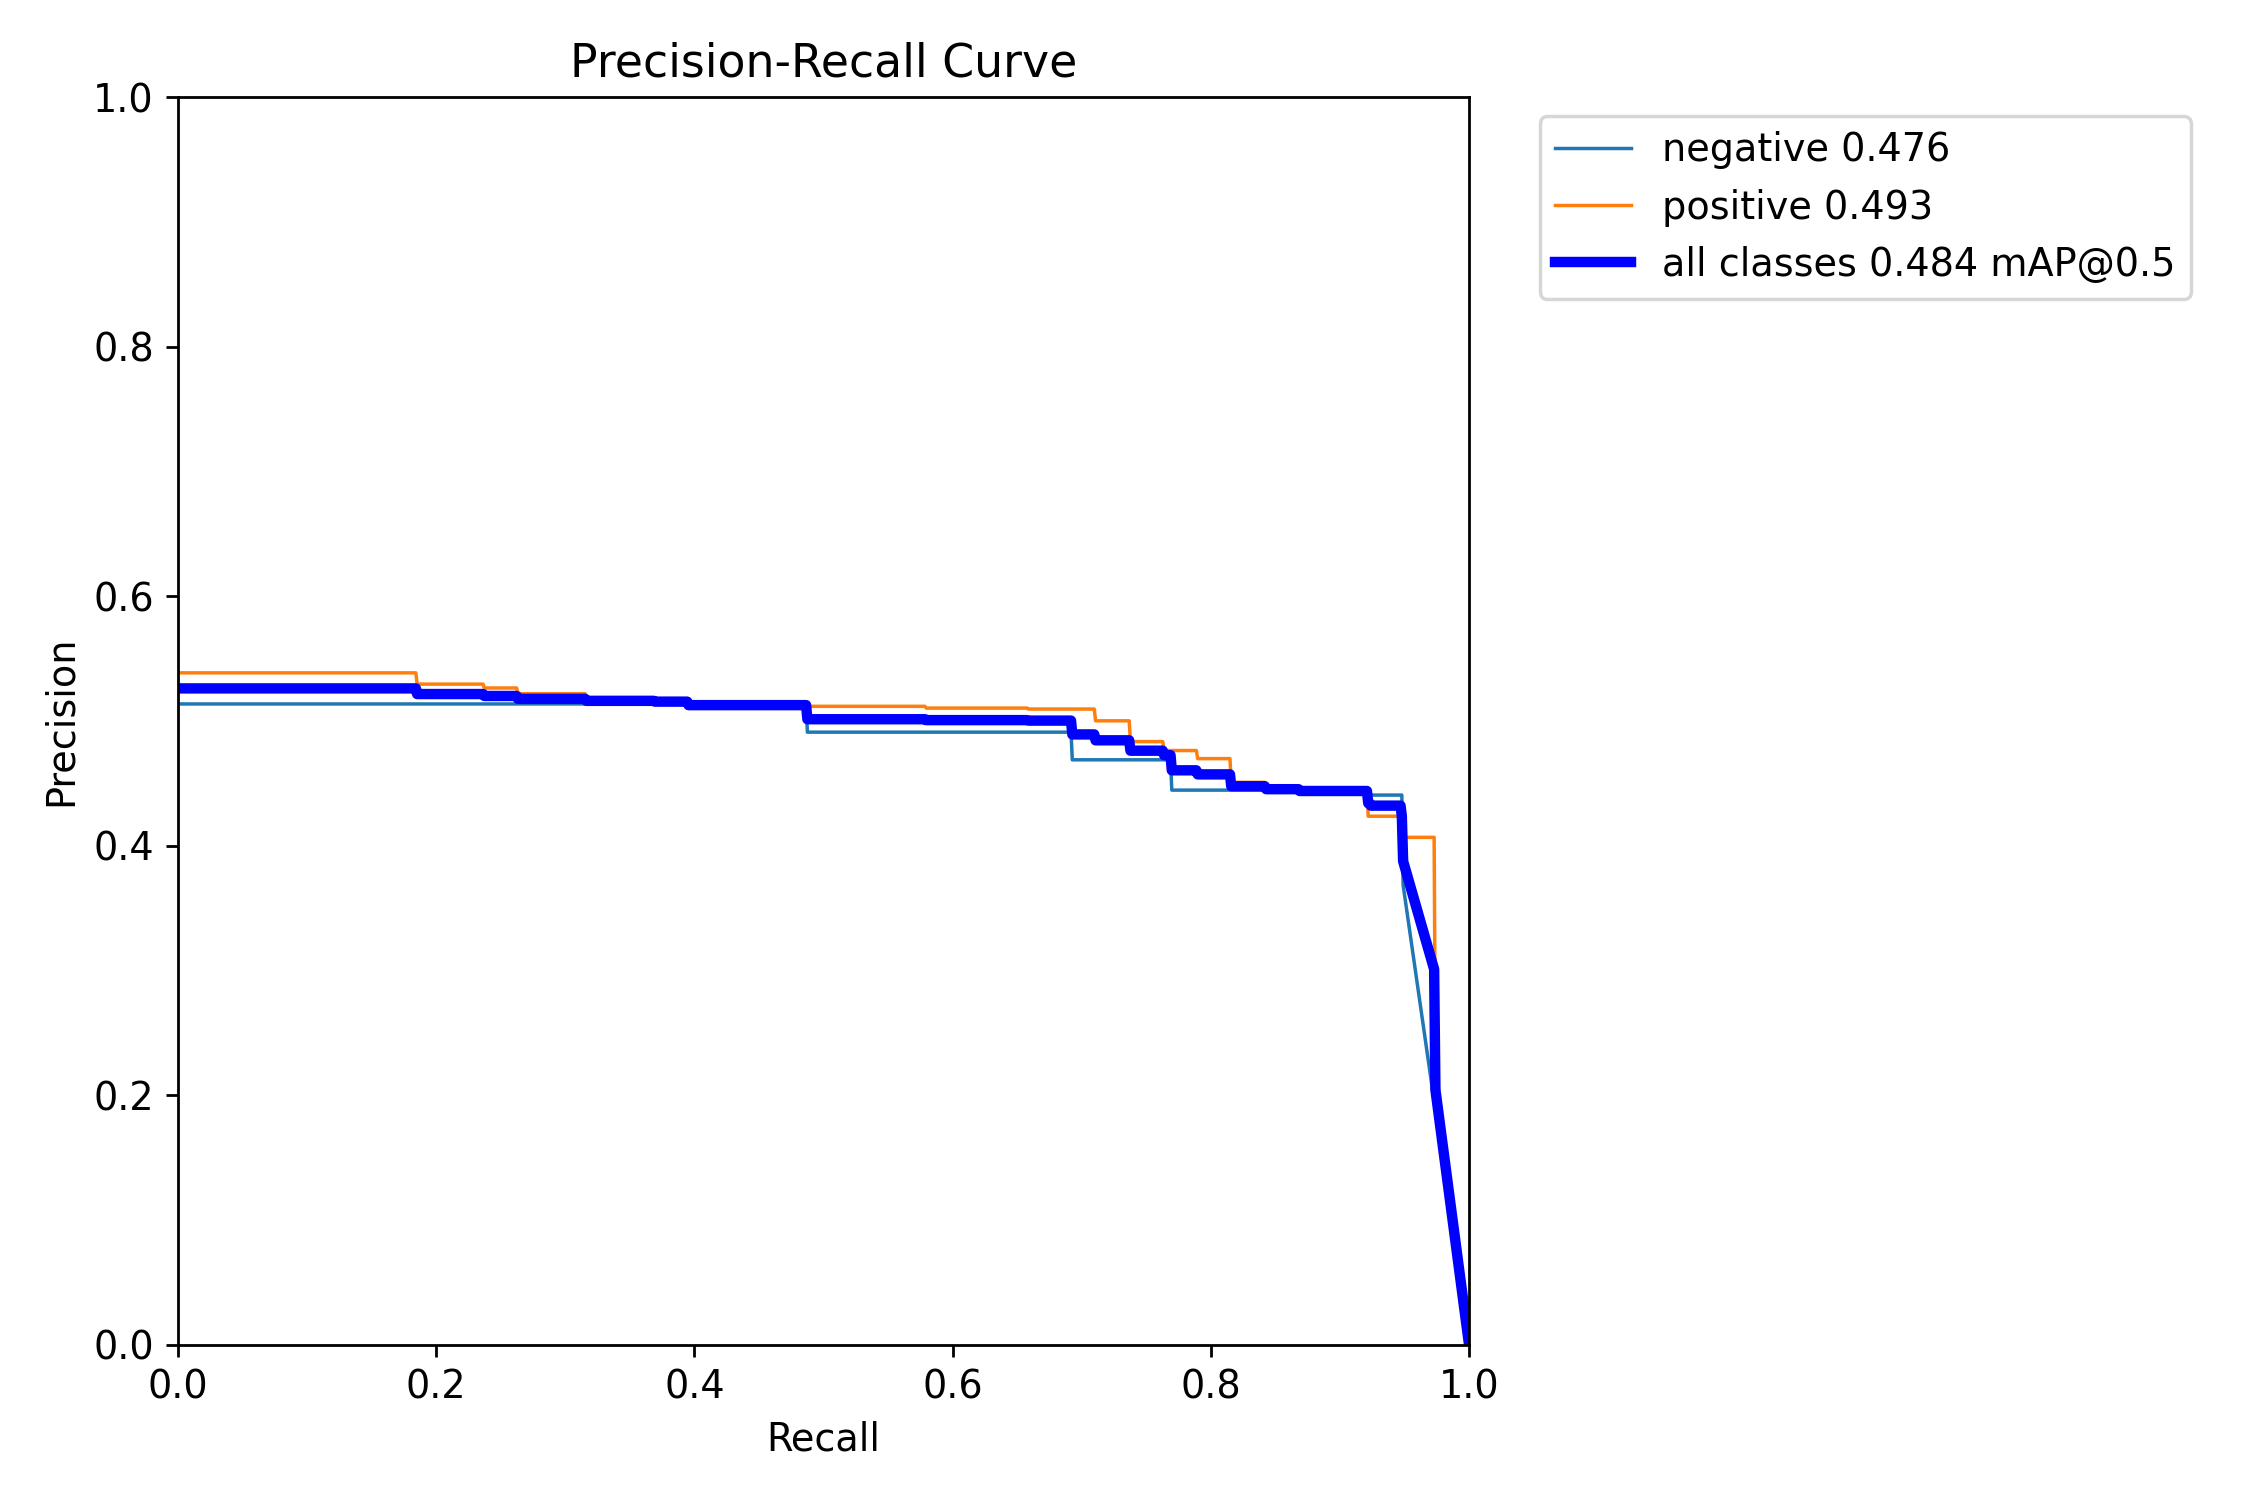 Precision-Recall Curve
1.0
0.8
0.6
0.4
0.2
0.0
Precision
0.0 0.2 0.4 0.6 0.8 1.0
Recall
negative 0.476
positive 0.493
all classes 0.484 mAP@0.5